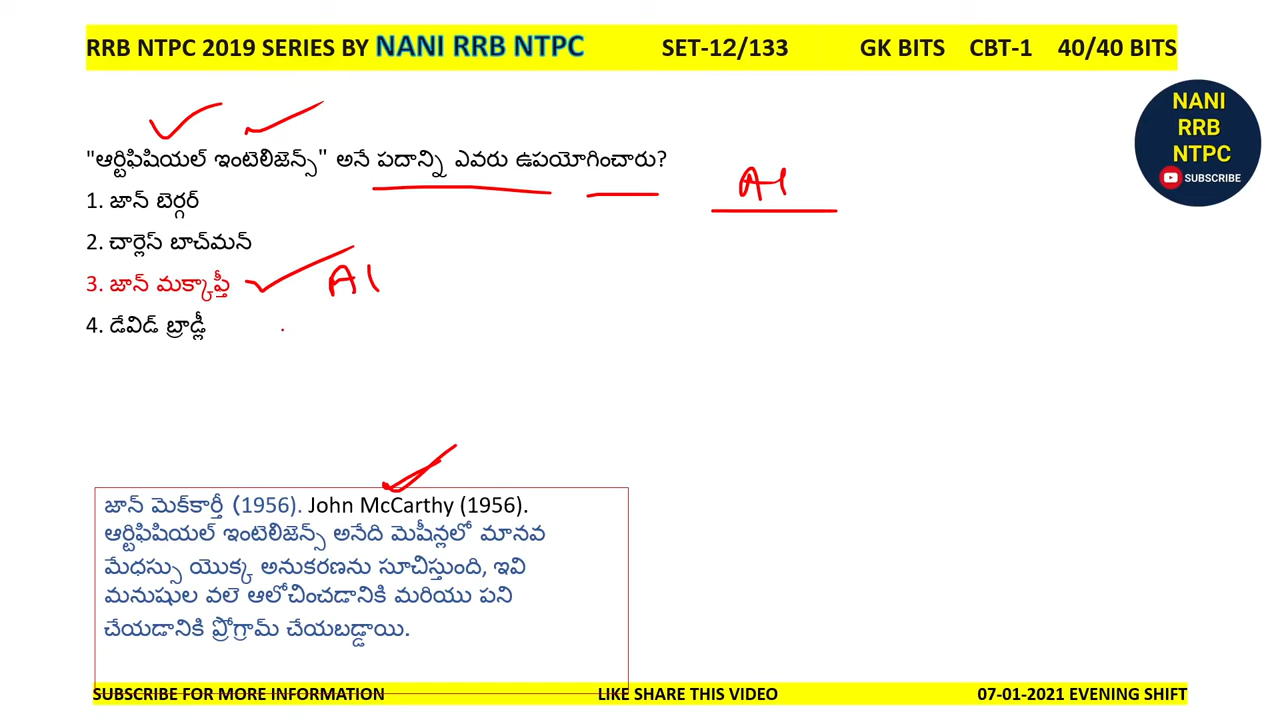 RRB NTPC 2019 SERIES BY NANI RRB NTPC SET-12/133 GK BITS CBT-1 40/40 BITS
NANI
RRB
NTPC
SUBSCRIBE
"ఆర్టిఫిషియల్ ఇంటెలిజెన్స్" అనే పదాన్ని ఎవరు ఉపయోగించారు?
AI
1. జాన్ బెర్గర్
2. చార్లెస్ బాచ్‌మన్
3. జాన్ మక్కాఫ్తీ AI
4. డేవిడ్ బ్రాడ్లీ
జాన్ మెక్‌కార్తీ (1956). John McCarthy (1956).
ఆర్టిఫిషియల్ ఇంటెలిజెన్స్ అనేది మెషీన్లలో మానవ
మేధస్సు యొక్క అనుకరణను సూచిస్తుంది, ఇవి
మనుషుల వలె ఆలోచించడానికి మరియు పని
చేయడానికి ప్రోగ్రామ్ చేయబడ్డాయి.
SUBSCRIBE FOR MORE INFORMATION LIKE SHARE THIS VIDEO 07-01-2021 EVENING SHIFT